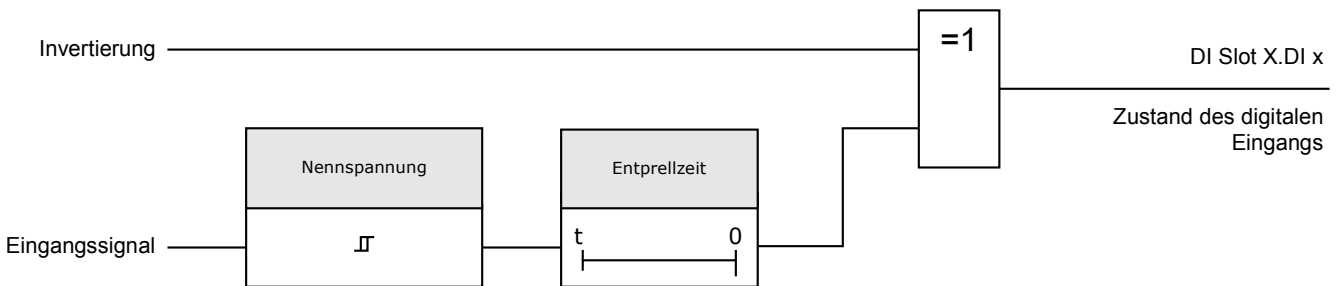 Invertierung
=1
DI Slot X.DI x
Zustand des digitalen
Eingangs
Nennspannung
Entprellzeit
Eingangssignal
t
0